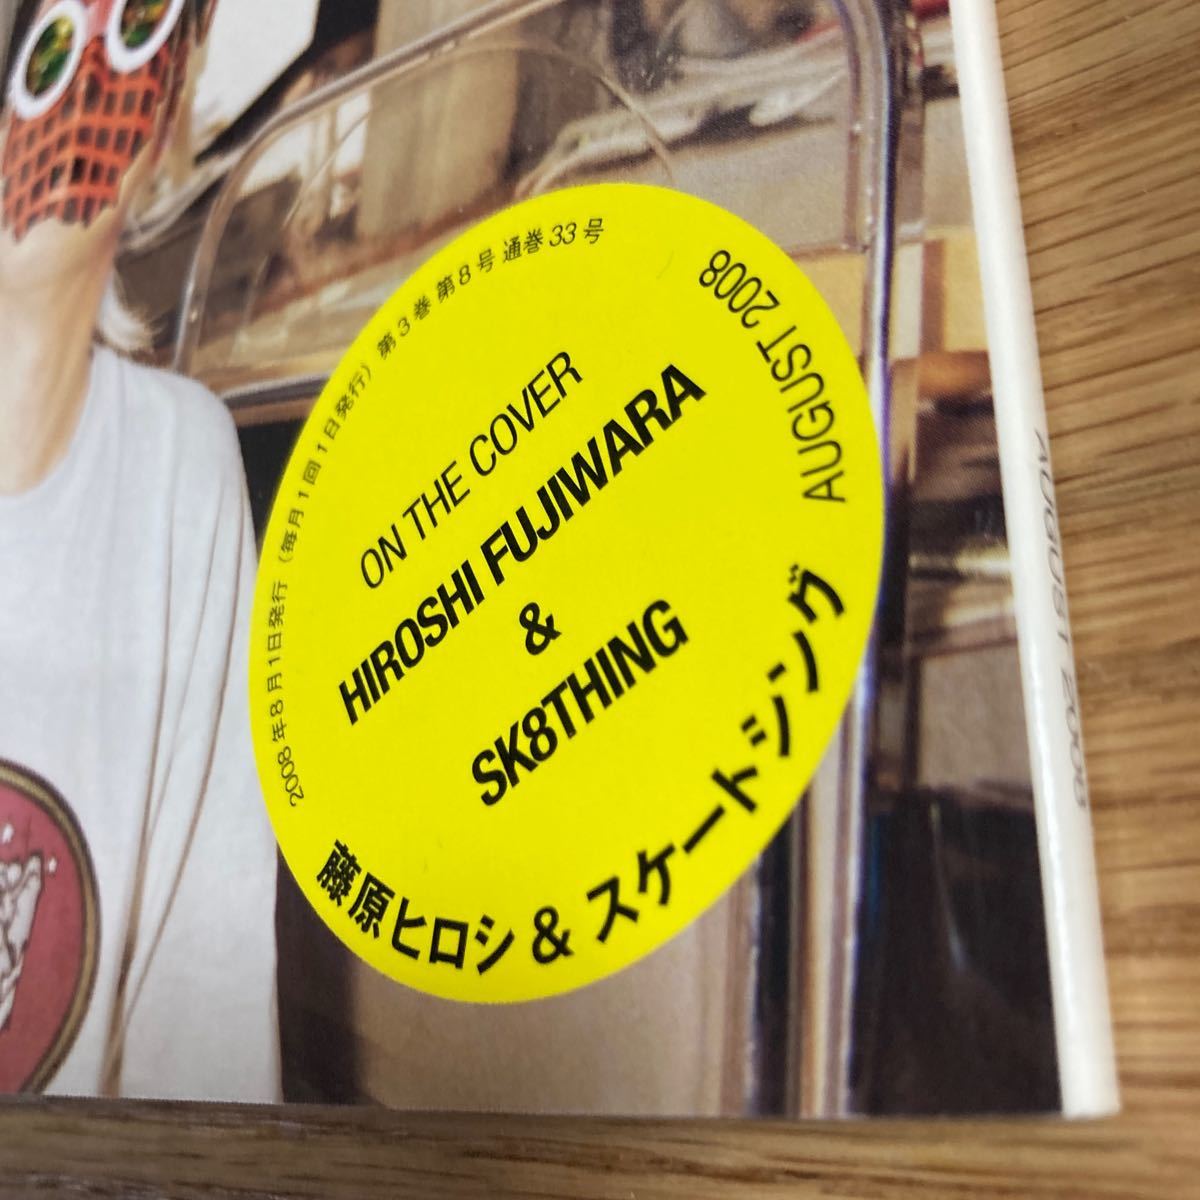 2008年8月1日発行（毎月1回1日発行）第3巻 第8号 通巻33号
AUGUST 2008
ON THE COVER
HIROSHI FUJIWARA
&
SK8THING
藤原ヒロシ & スケートシング
AUGUST 2008